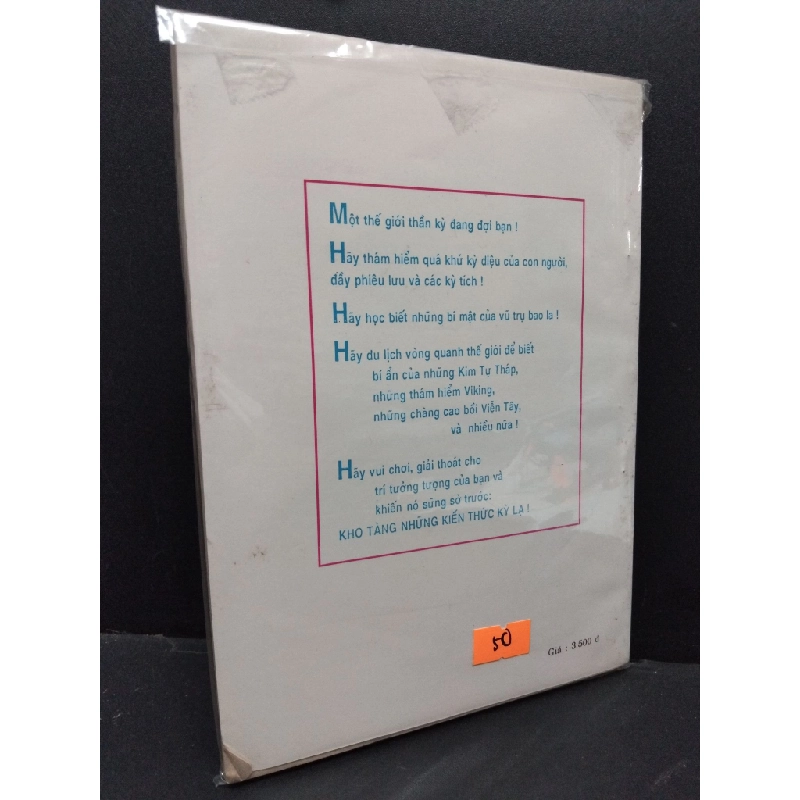 Một thế giới thần kỳ đang đợi bạn !
Hãy thám hiểm quá khứ kỳ diệu của con người,
đầy phiêu lưu và các kỳ tích !
Hãy học biết những bí mật của vũ trụ bao la !
Hãy du lịch vòng quanh thế giới để biết
bí ẩn của những Kim Tự Tháp,
những thám hiểm Viking,
những chàng cao bồi Viễn Tây,
và nhiều nữa !
Hãy vui chơi, giải thoát cho
trí tưởng tượng của bạn và
khiến nó sững sờ trước:
KHO TÀNG NHỮNG KIẾN THỨC KỲ LẠ !
50
Giá : 3.500 đ